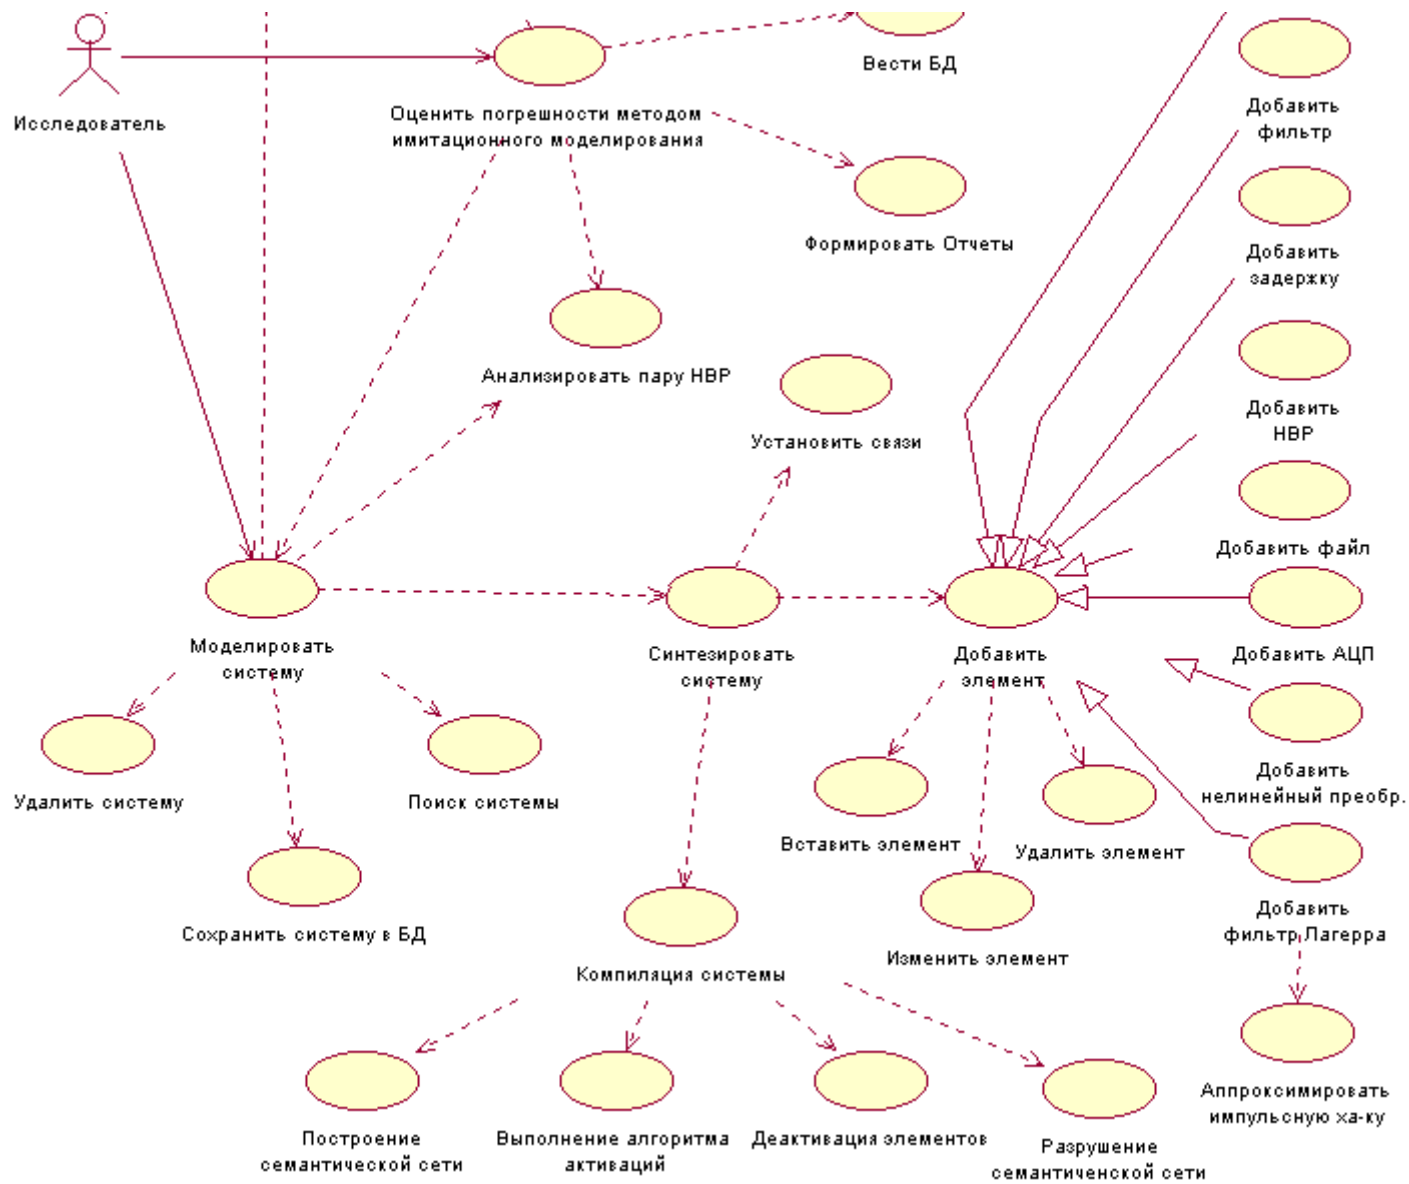 Вести БД
Исследователь
Оценить погрешности методом
имитационного моделирования
Добавить
фильтр
Формировать Отчеты
Добавить
задержку
Анализировать пару НВР
Установить связи
Добавить
НВР
Добавить файл
Моделировать
систему
Синтезировать
систему
Добавить
элемент
Добавить АЦП
Удалить систему
Поиск системы
Добавить
нелинейный преобр.
Вставить элемент
Удалить элемент
Сохранить систему в БД
Добавить
фильтр Лагерра
Изменить элемент
Компиляция системы
Аппроксимировать
импульсную ха-ку
Построение
семантической сети
Выполнение алгоритма
активаций
Деактивация элементов
Разрушение
семантиченской сети